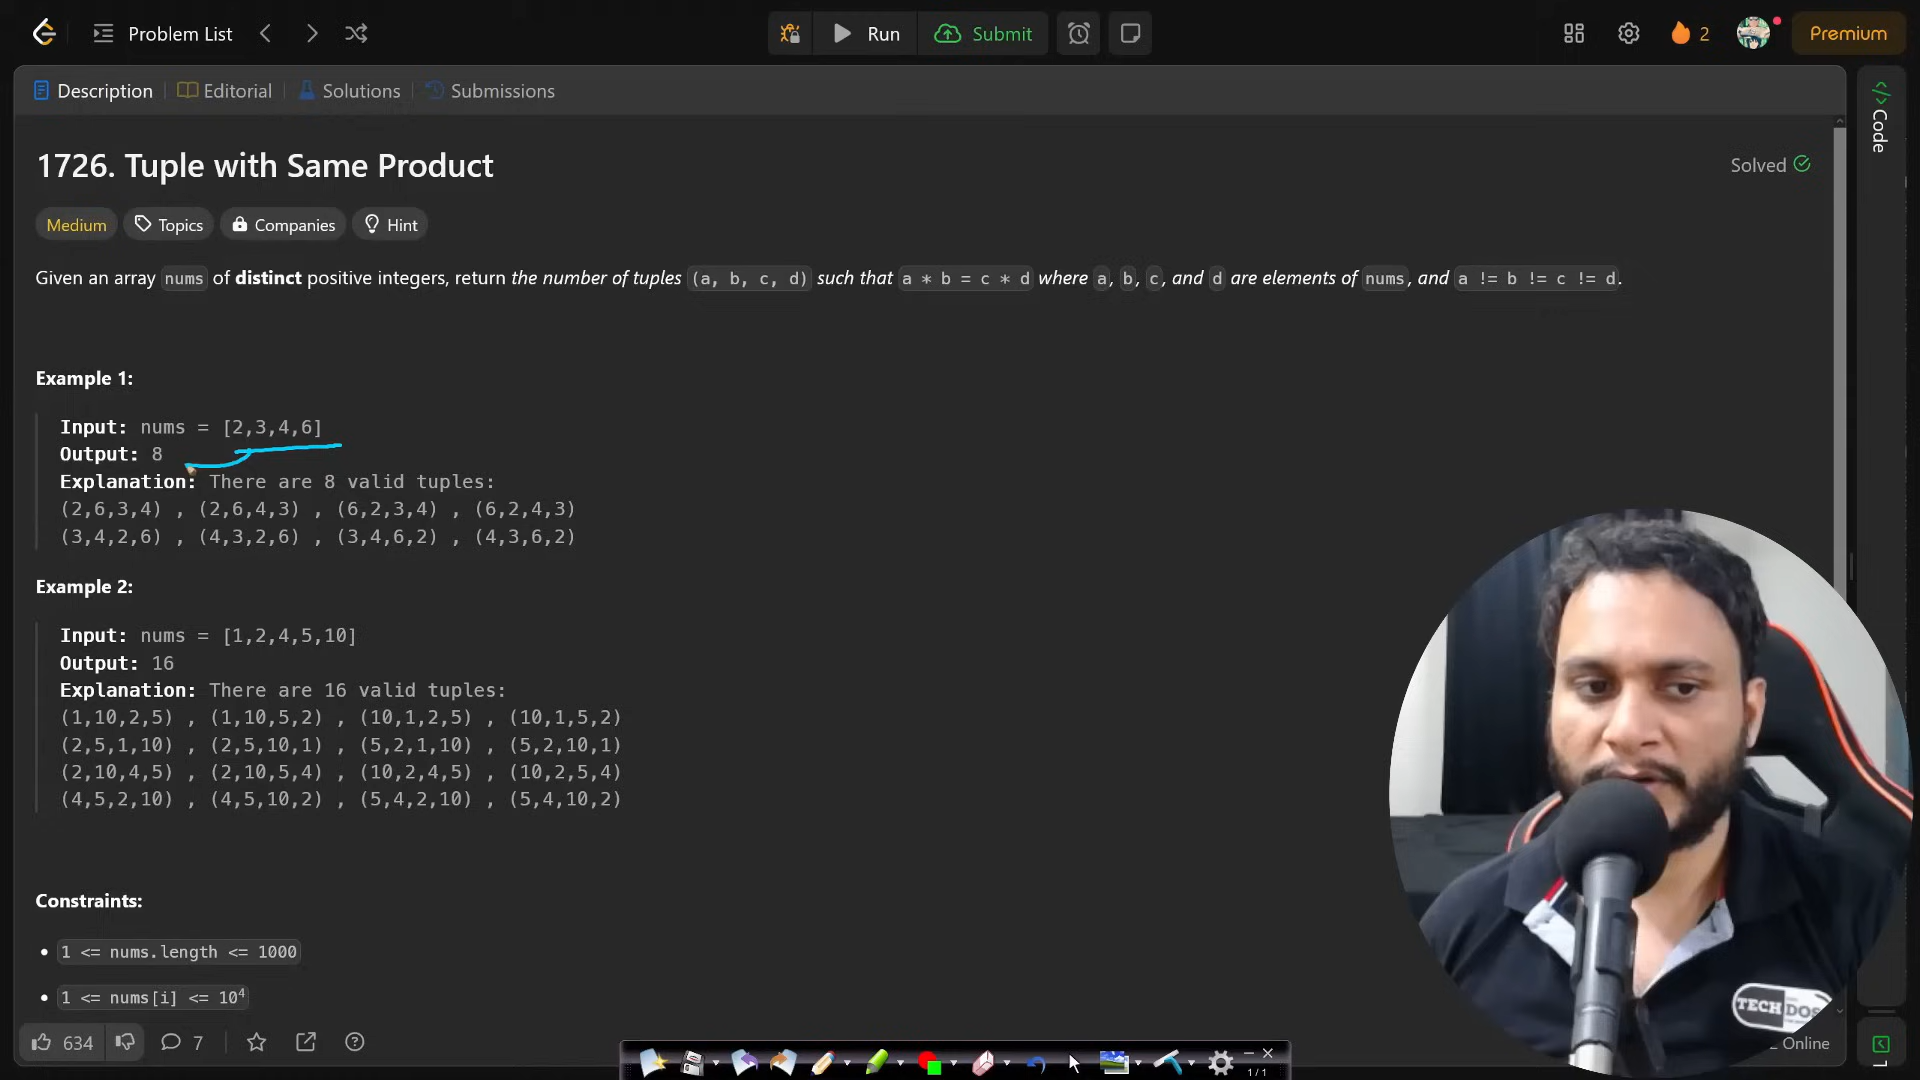 Problem List
Run
Submit
2
Premium
Description
Editorial
Solutions
Submissions
Code
1726. Tuple with Same Product
Solved
Medium
Topics
Companies
Hint
Given an array nums of distinct positive integers, return the number of tuples (a, b, c, d) such that a * b = c * d where a, b, c, and d are elements of nums, and a != b != c != d.
Example 1:
Input: nums = [2,3,4,6]
Output: 8
Explanation: There are 8 valid tuples:
(2,6,3,4) , (2,6,4,3) , (6,2,3,4) , (6,2,4,3)
(3,4,2,6) , (4,3,2,6) , (3,4,6,2) , (4,3,6,2)
Example 2:
Input: nums = [1,2,4,5,10]
Output: 16
Explanation: There are 16 valid tuples:
(1,10,2,5) , (1,10,5,2) , (10,1,2,5) , (10,1,5,2)
(2,5,1,10) , (2,5,10,1) , (5,2,1,10) , (5,2,10,1)
(2,10,4,5) , (2,10,5,4) , (10,2,4,5) , (10,2,5,4)
(4,5,2,10) , (4,5,10,2) , (5,4,2,10) , (5,4,10,2)
Constraints:
1 <= nums.length <= 1000
1 <= nums[i] <= 10⁴
TECH DOS
634
7
Online
1/1